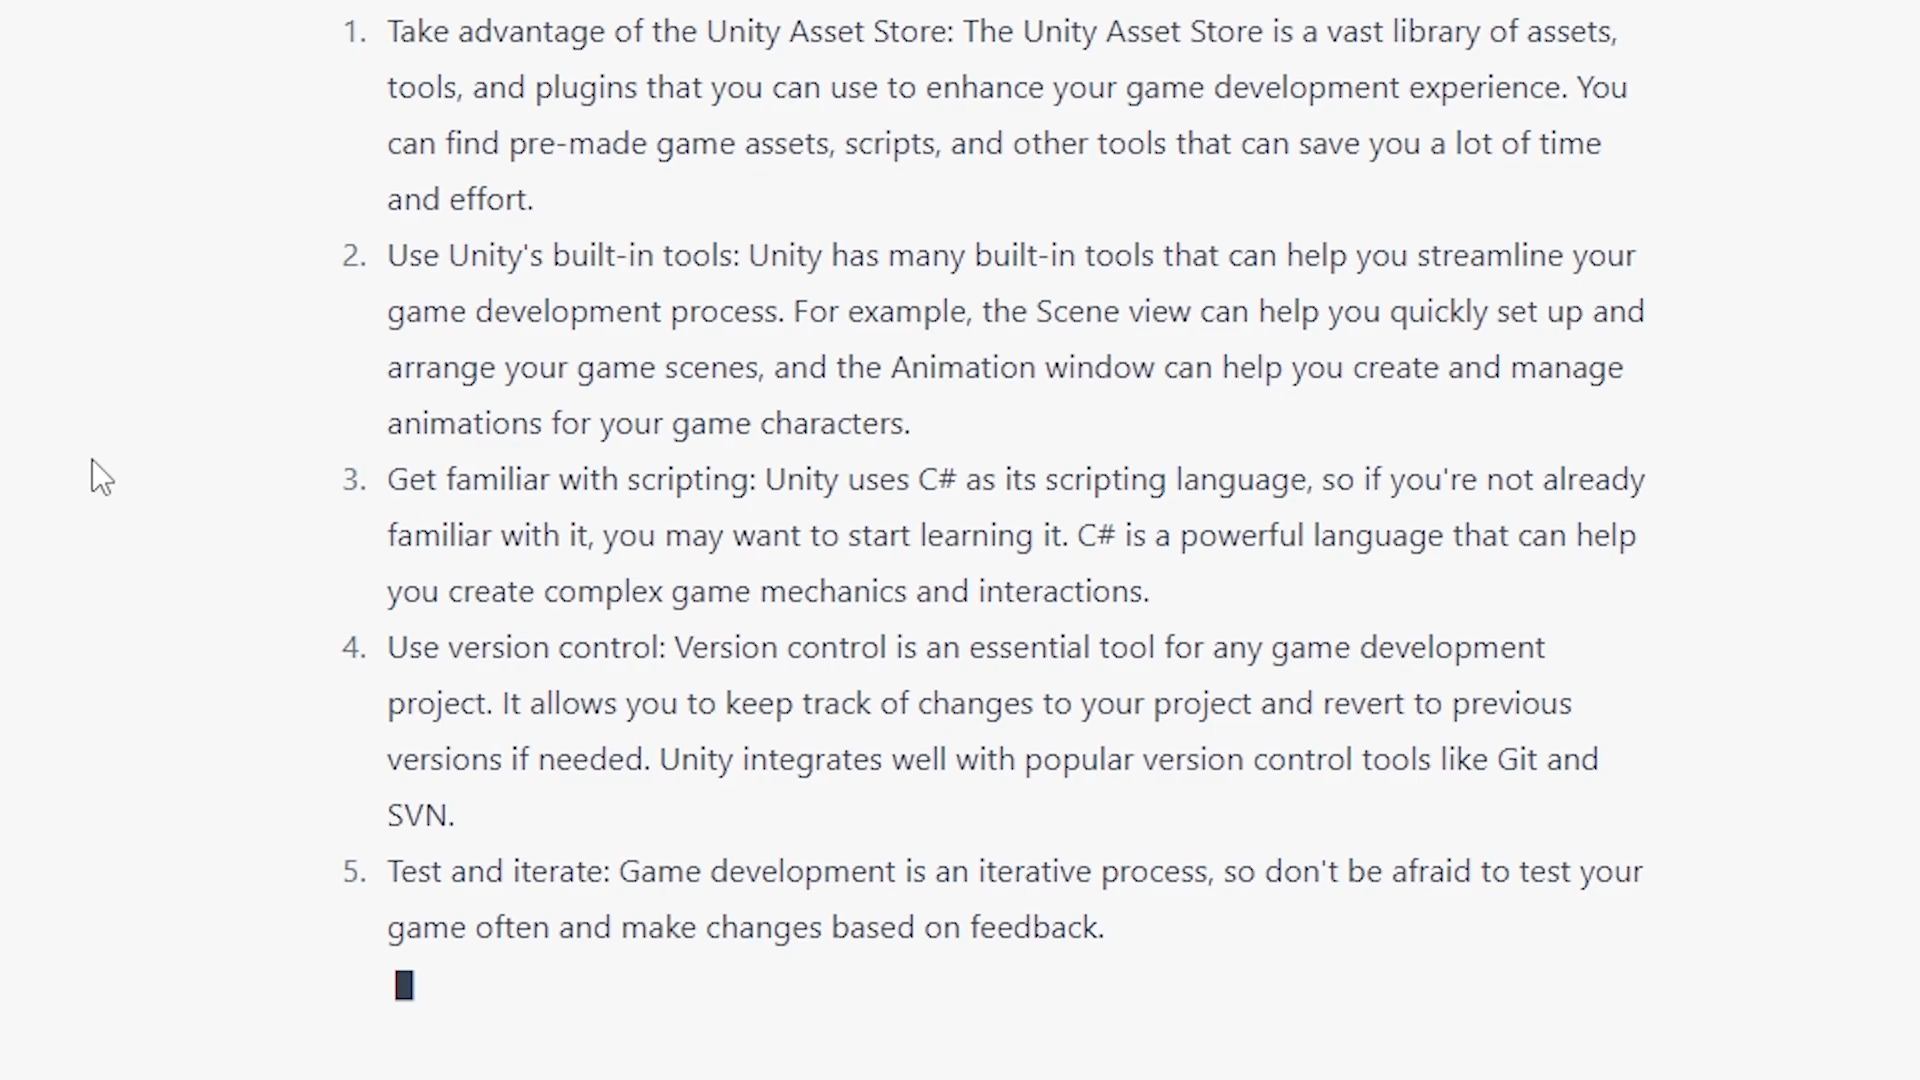 1. Take advantage of the Unity Asset Store: The Unity Asset Store is a vast library of assets,
tools, and plugins that you can use to enhance your game development experience. You
can find pre-made game assets, scripts, and other tools that can save you a lot of time
and effort.
2. Use Unity's built-in tools: Unity has many built-in tools that can help you streamline your
game development process. For example, the Scene view can help you quickly set up and
arrange your game scenes, and the Animation window can help you create and manage
animations for your game characters.
3. Get familiar with scripting: Unity uses C# as its scripting language, so if you're not already
familiar with it, you may want to start learning it. C# is a powerful language that can help
you create complex game mechanics and interactions.
4. Use version control: Version control is an essential tool for any game development
project. It allows you to keep track of changes to your project and revert to previous
versions if needed. Unity integrates well with popular version control tools like Git and
SVN.
5. Test and iterate: Game development is an iterative process, so don't be afraid to test your
game often and make changes based on feedback.